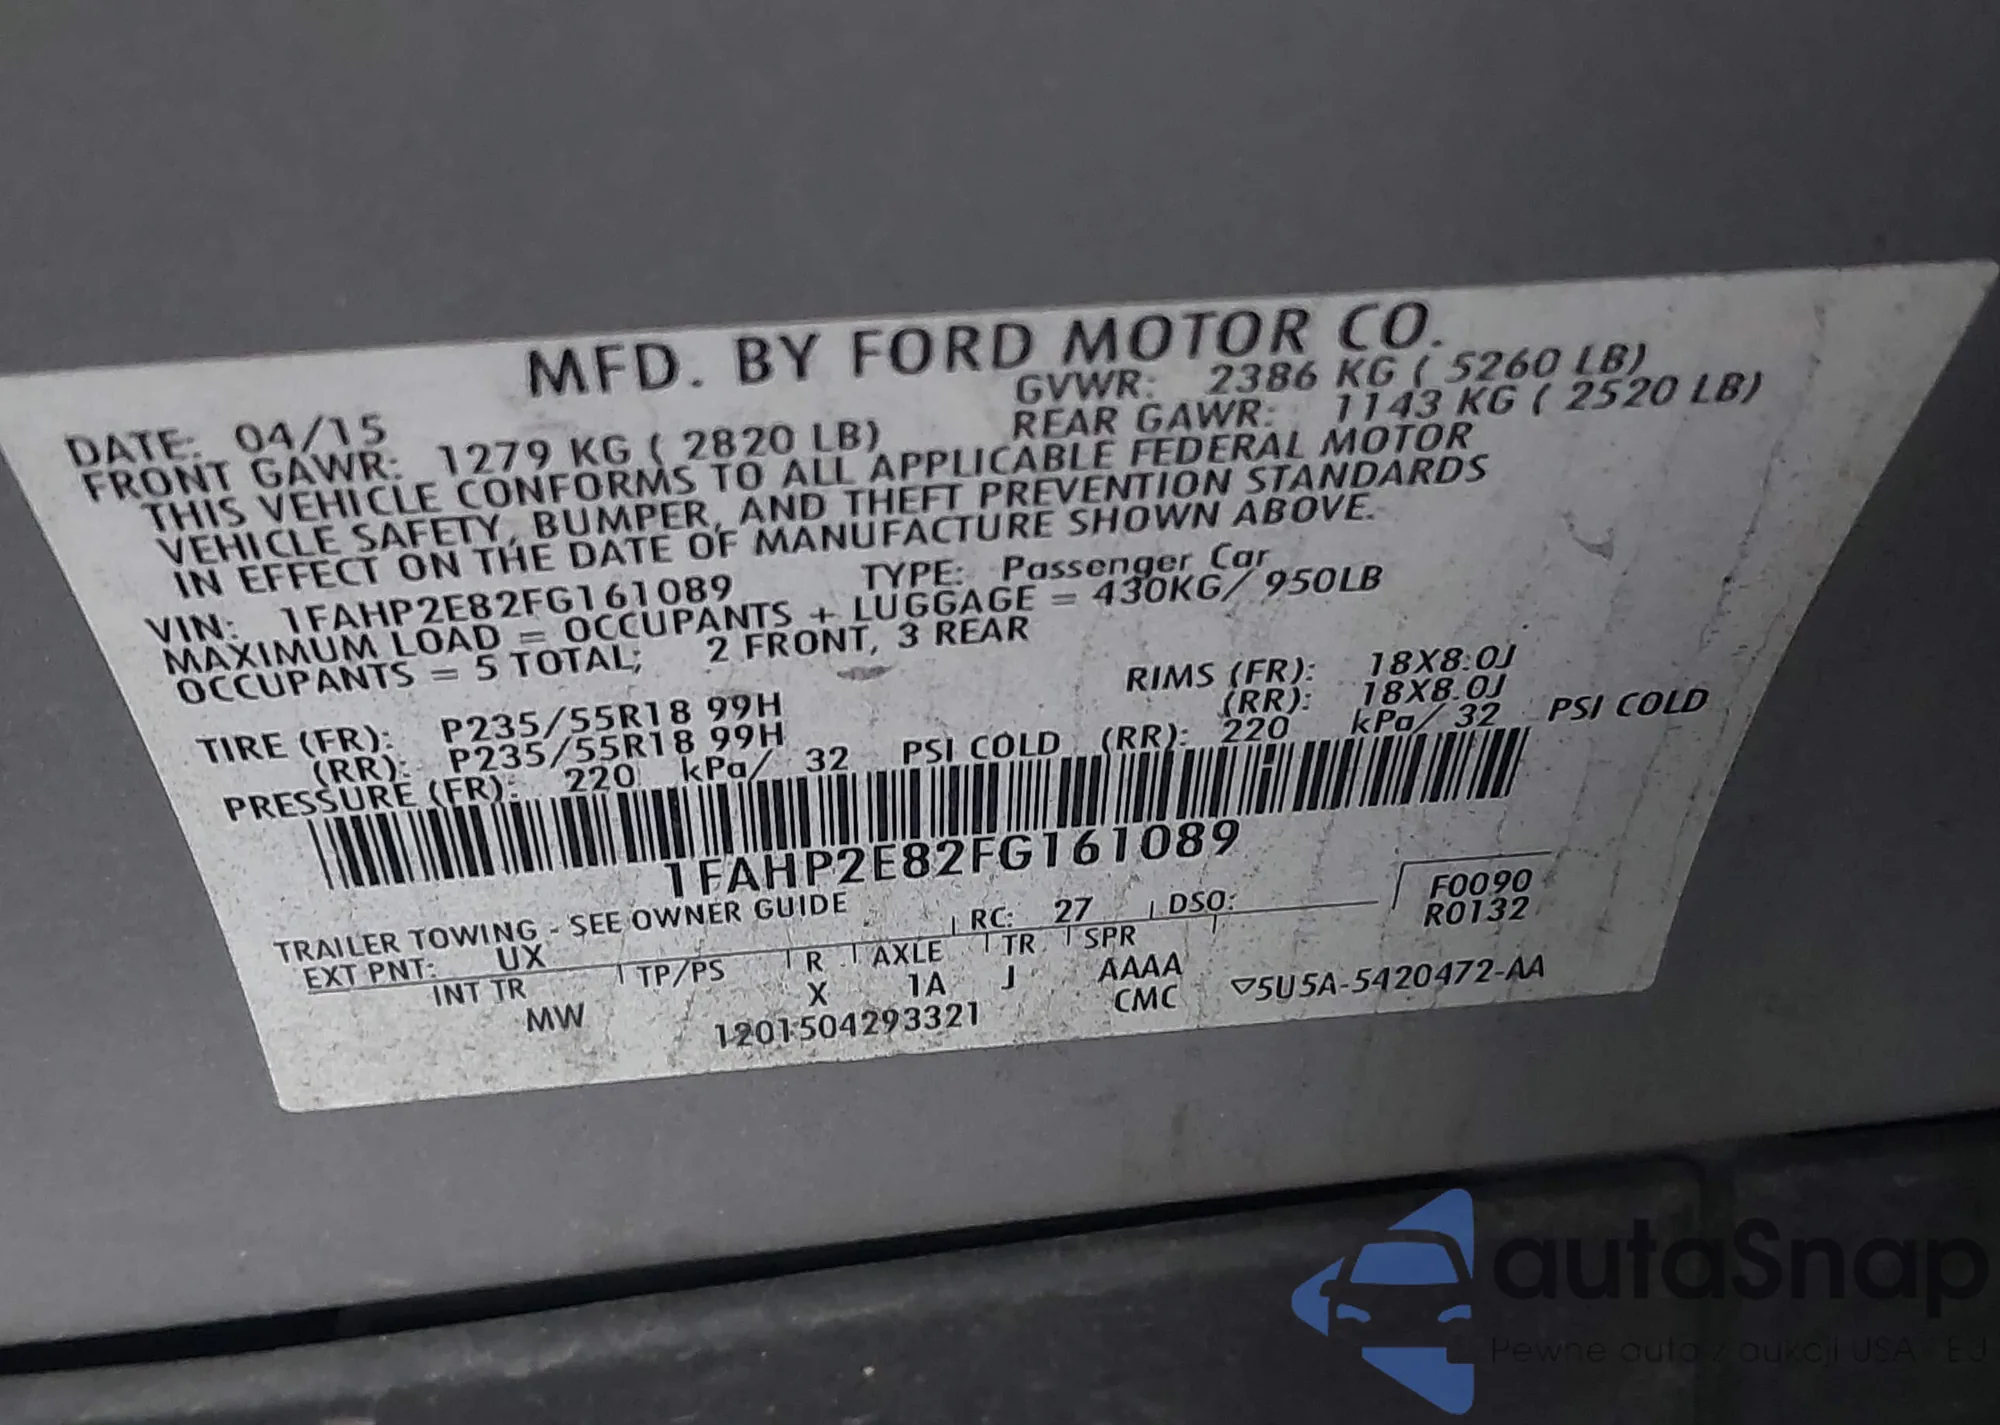 MFD. BY FORD MOTOR CO.
DATE: 04/15 GVWR: 2386 KG ( 5260 LB)
FRONT GAWR: 1279 KG ( 2820 LB) REAR GAWR: 1143 KG ( 2520 LB)
THIS VEHICLE CONFORMS TO ALL APPLICABLE FEDERAL MOTOR
VEHICLE SAFETY, BUMPER, AND THEFT PREVENTION STANDARDS
IN EFFECT ON THE DATE OF MANUFACTURE SHOWN ABOVE.
VIN: 1FAHP2E82FG161089 TYPE: Passenger Car
MAXIMUM LOAD = OCCUPANTS + LUGGAGE = 430KG/ 950LB
OCCUPANTS = 5 TOTAL; 2 FRONT, 3 REAR
TIRE (FR): P235/55R18 99H RIMS (FR): 18X8.0J
(RR): P235/55R18 99H (RR): 18X8.0J
PRESSURE (FR): 220 kPa/ 32 PSI COLD (RR): 220 kPa/ 32 PSI COLD
1FAHP2E82FG161089
TRAILER TOWING - SEE OWNER GUIDE
EXT PNT: UX RC: 27 DSO: F0090
R0132
INT TR TP/PS R AXLE TR SPR
MW X 1A J AAAA
1201504293321 CMC ▽5U5A-5420472-AA
autaSnap
Pewne auta z aukcji USA EJ